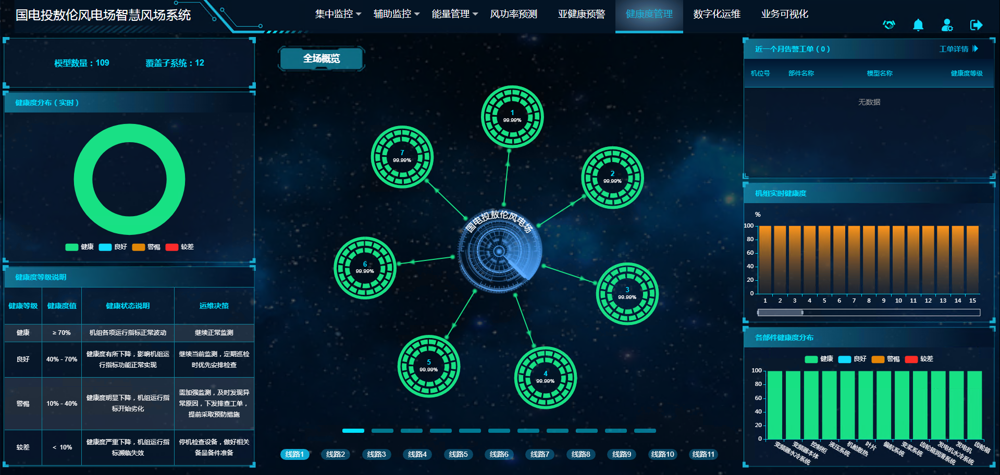 国电投敖伦风电场智慧风场系统
集中监控 辅助监控 能量管理 风功率预测 亚健康预警 健康度管理 数字化运维 业务可视化
模型数量：109 覆盖子系统：12
健康度分布（实时）
健康 良好 警惕 较差
健康度等级说明
健康等级 健康度值 健康状态说明 运维决策
健康 ≥ 70% 机组各项运行指标正常波动 继续正常监测
良好 40% - 70% 健康度有所下降，影响机组运 继续当前监测，定期巡检
行指标功能正常实现 时优先安排检查
警惕 10% - 40% 健康度明显下降，机组运行指 需加强监测，及时发现异
标开始劣化 常原因，下发排查工单，
提前采取预防措施
较差 < 10% 健康度严重下降，机组运行指 停机检查设备，做好相关
标濒临失效 备品备件准备
全场概览
国电投敖伦风电场
1
99.99%
2
99.99%
3
99.99%
4
99.99%
5
99.99%
6
99.99%
7
99.99%
线路1 线路2 线路3 线路4 线路5 线路6 线路7 线路8 线路9 线路10 线路11
近一个月告警工单（0） 工单详情
机位号 部件名称 模型名称 健康度等级
无数据
机组实时健康度
%
100
80
60
40
20
0
1 2 3 4 5 6 7 8 9 10 11 12 13 14 15
各部件健康度分布
健康 良好 警惕 较差
100
80
60
40
20
0
变频器水冷系统 变频器本体 控制柜 液压系统 机舱散热 叶片 偏航系统 变桨系统 齿轮箱润滑系统 发电机水冷系统 发电机 齿轮箱